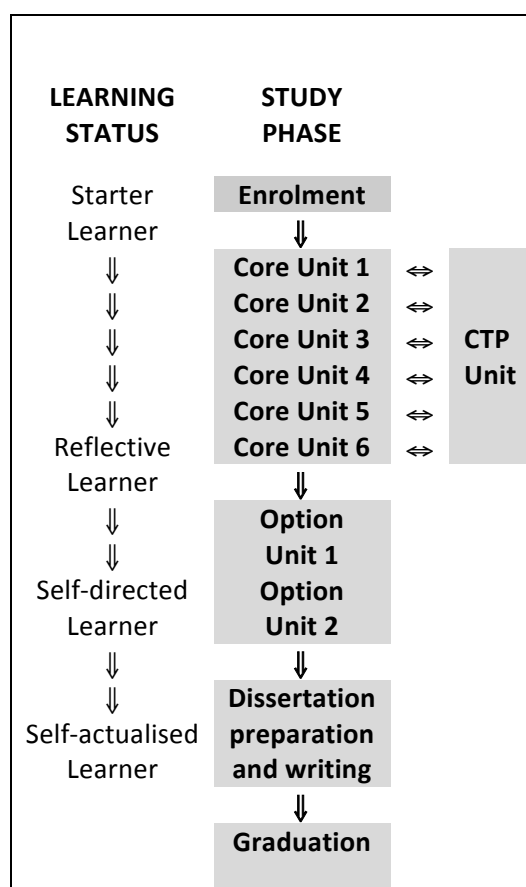 LEARNING STATUS STUDY PHASE
Starter Enrolment
Learner ⇓
⇓ Core Unit 1 ⇔
⇓ Core Unit 2 ⇔
⇓ Core Unit 3 ⇔ CTP
⇓ Core Unit 4 ⇔ Unit
⇓ Core Unit 5 ⇔
Reflective Core Unit 6 ⇔
Learner ⇓
⇓ Option
⇓ Unit 1
Self-directed Option
Learner Unit 2
⇓ ⇓
⇓ Dissertation
Self-actualised preparation
Learner and writing
⇓
Graduation